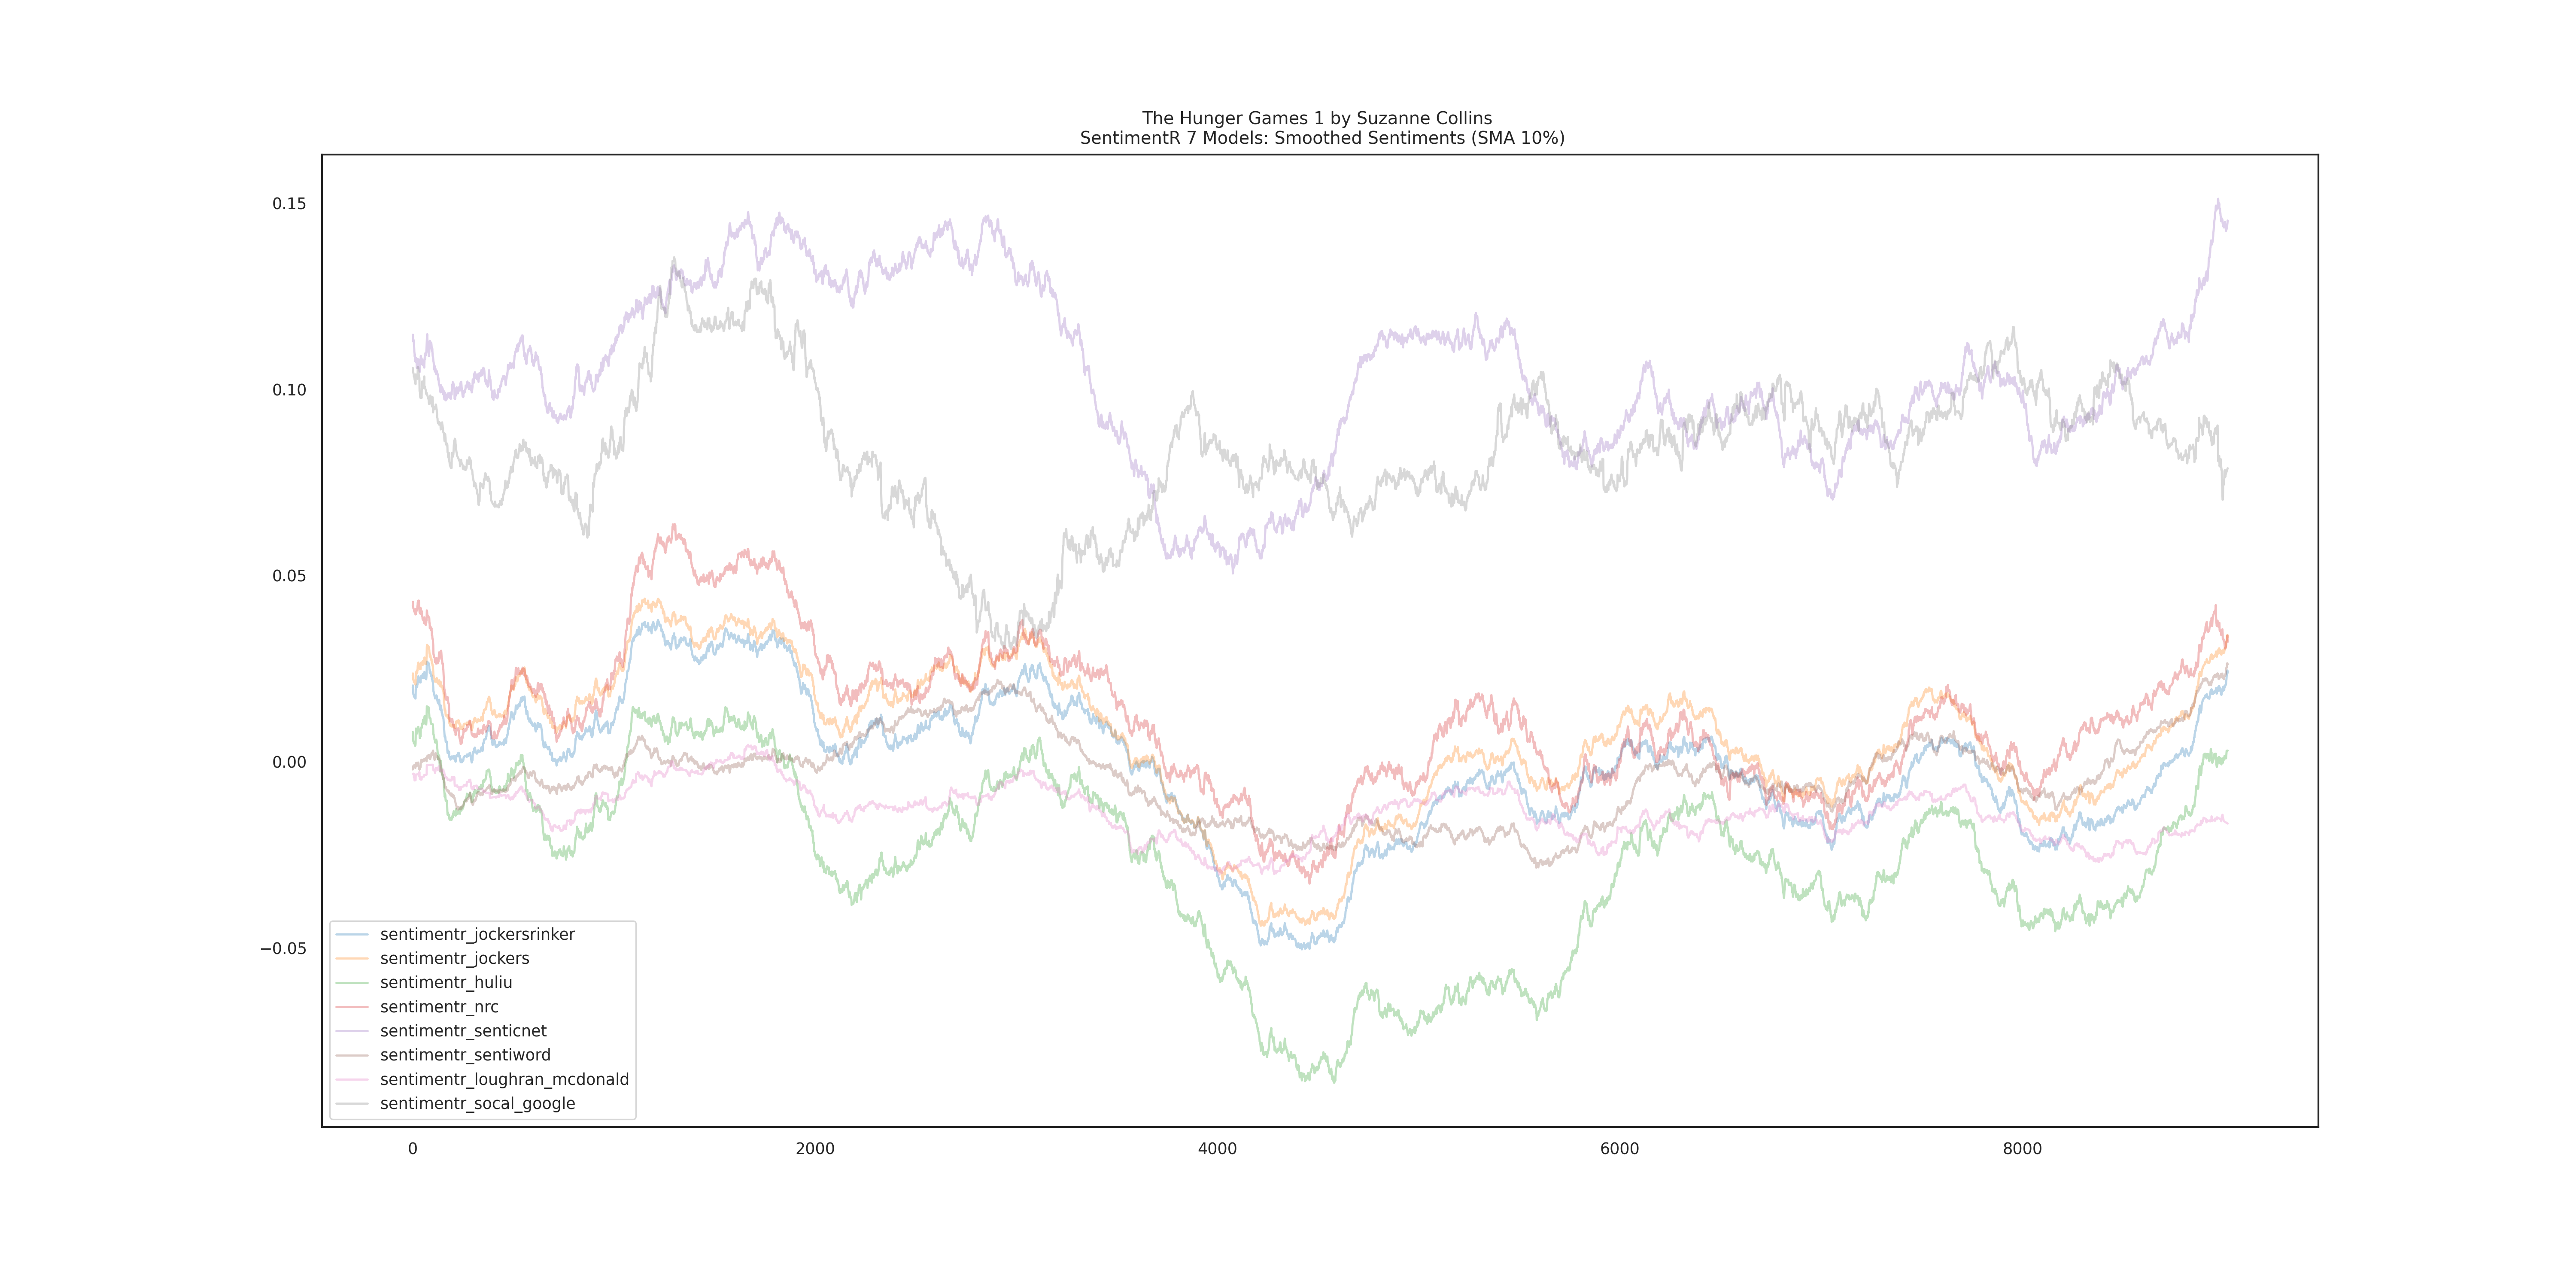 The Hunger Games 1 by Suzanne Collins
SentimentR 7 Models: Smoothed Sentiments (SMA 10%)
0.15
0.10
0.05
0.00
−0.05
sentimentr_jockersrinker
sentimentr_jockers
sentimentr_huliu
sentimentr_nrc
sentimentr_senticnet
sentimentr_sentiword
sentimentr_loughran_mcdonald
sentimentr_socal_google
0 2000 4000 6000 8000